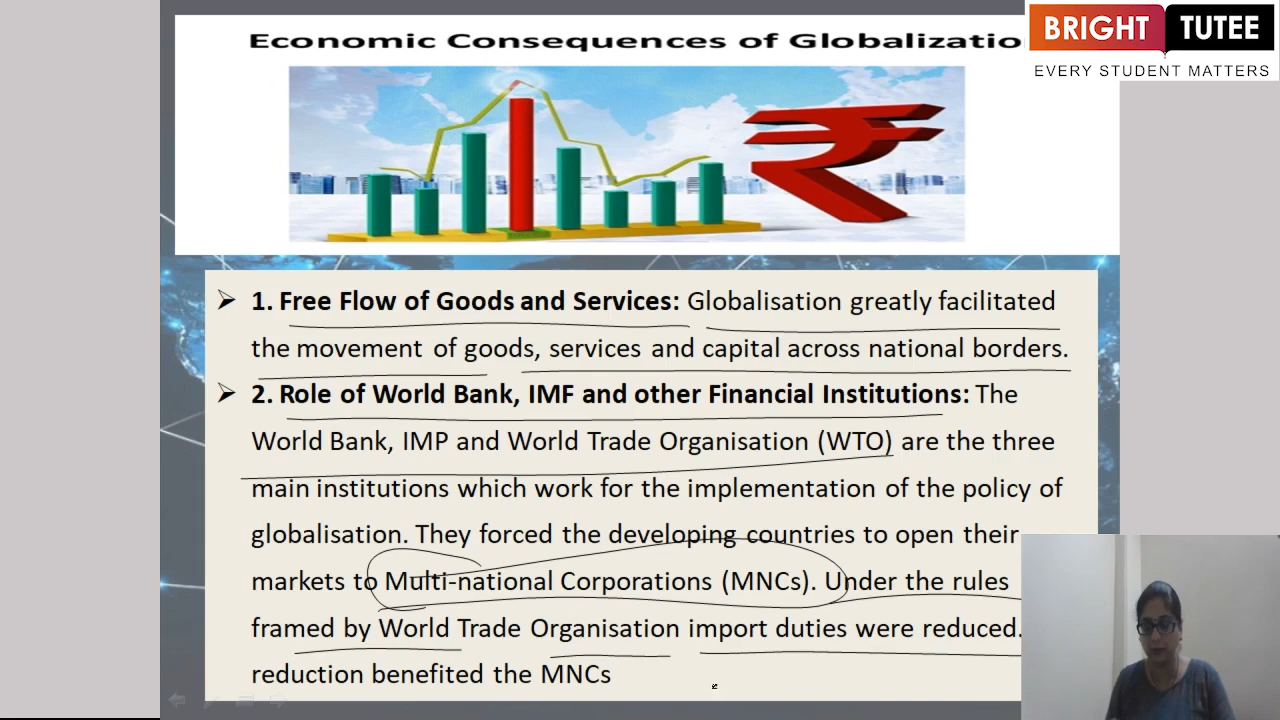 Economic Consequences of Globalizatio
BRIGHT TUTEE
EVERY STUDENT MATTERS
➢ 1. Free Flow of Goods and Services: Globalisation greatly facilitated
the movement of goods, services and capital across national borders.
➢ 2. Role of World Bank, IMF and other Financial Institutions: The
World Bank, IMP and World Trade Organisation (WTO) are the three
main institutions which work for the implementation of the policy of
globalisation. They forced the developing countries to open their
markets to Multi-national Corporations (MNCs). Under the rules
framed by World Trade Organisation import duties were reduced.
reduction benefited the MNCs